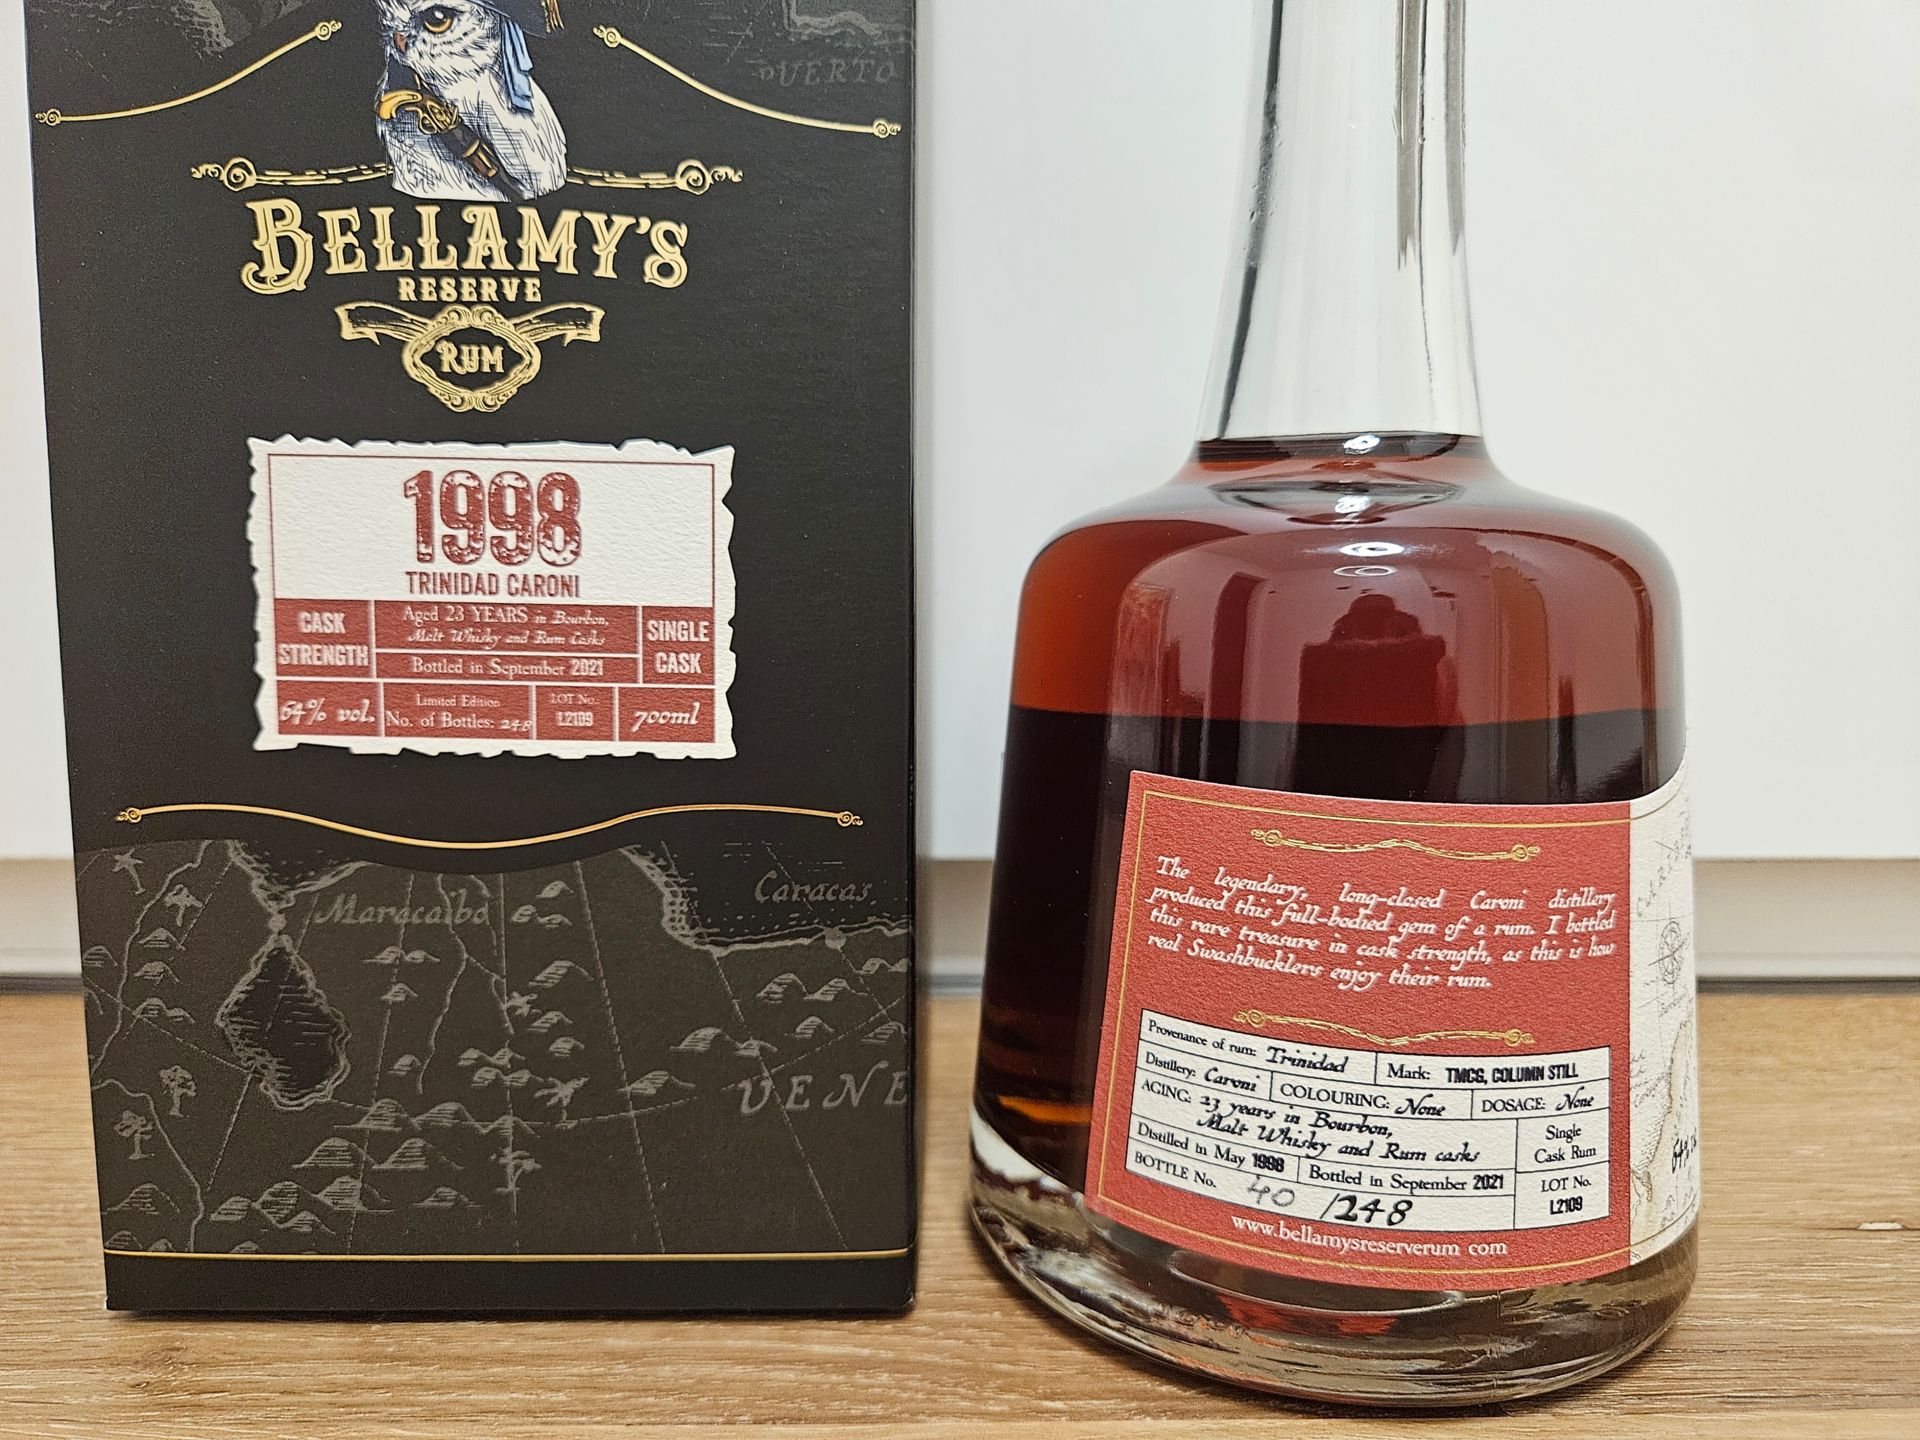 PUERTO
BELLAMY'S
RESERVE
RUM
1998
TRINIDAD CARONI
CASK
STRENGTH
Aged 23 YEARS in Bourbon,
Malt Whisky and Rum Casks
Bottled in September 2021
SINGLE
CASK
64% vol.
Limited Edition
No. of Bottles: 248
LOT No.
L2109
700ml
Maracaibo
Caracas.
VENE
The legendary, long-closed Caroni distillery
produced this full-bodied gem of a rum. I bottled
this rare treasure in cask strength, as this is how
real Swashbucklers enjoy their rum.
Provenance of rum: Trinidad
Mark: TMCG, COLUMN STILL
Distillery: Caroni
COLOURING: None
DOSAGE: None
AGING: 23 years in Bourbon,
Malt Whisky and Rum casks
Single
Cask Rum
Distilled in May 1998
Bottled in September 2021
LOT No.
L2109
BOTTLE No. 40 /248
www.bellamysreserverum com